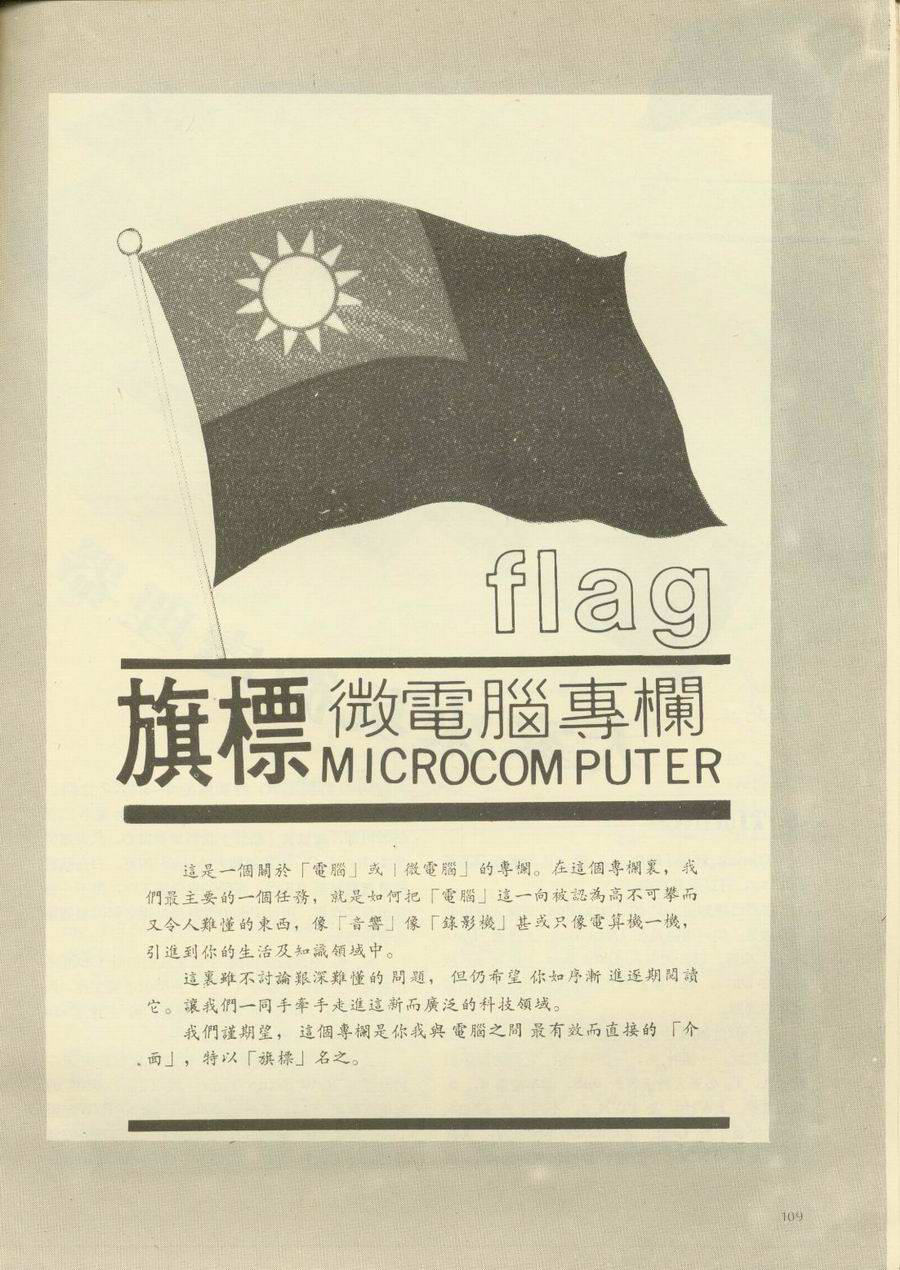 flag
旗標 微電腦專欄
MICROCOMPUTER
這是一個關於「電腦」或「微電腦」的專欄。在這個專欄裏，我
們最主要的一個任務，就是如何把「電腦」這一向被認為高不可攀而
又令人難懂的東西，像「音響」像「錄影機」甚或只像電算機一機，
引進到你的生活及知識領域中。
這裏雖不討論艱深難懂的問題，但仍希望你如序漸進逐期閱讀
它。讓我們一同手牽手走進這新而廣泛的科技領域。
我們謹期望，這個專欄是你我與電腦之間最有效而直接的「介
面」，特以「旗標」名之。
109